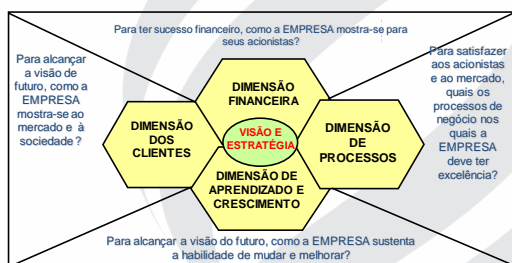 Para ter sucesso financeiro, como a EMPRESA mostra-se para
seus acionistas?
Para alcançar
a visão de
futuro, como a
EMPRESA
mostra-se ao
mercado e à
sociedade ?
DIMENSÃO
FINANCEIRA
DIMENSÃO
DOS
CLIENTES
VISÃO E
ESTRATÉGIA
DIMENSÃO
DE
PROCESSOS
DIMENSÃO DE
APRENDIZADO E
CRESCIMENTO
Para satisfazer
aos acionistas
e ao mercado,
quais os
processos de
negócio nos
quais a
EMPRESA
deve ter
excelência?
Para alcançar a visão do futuro, como a EMPRESA sustenta
a habilidade de mudar e melhorar?